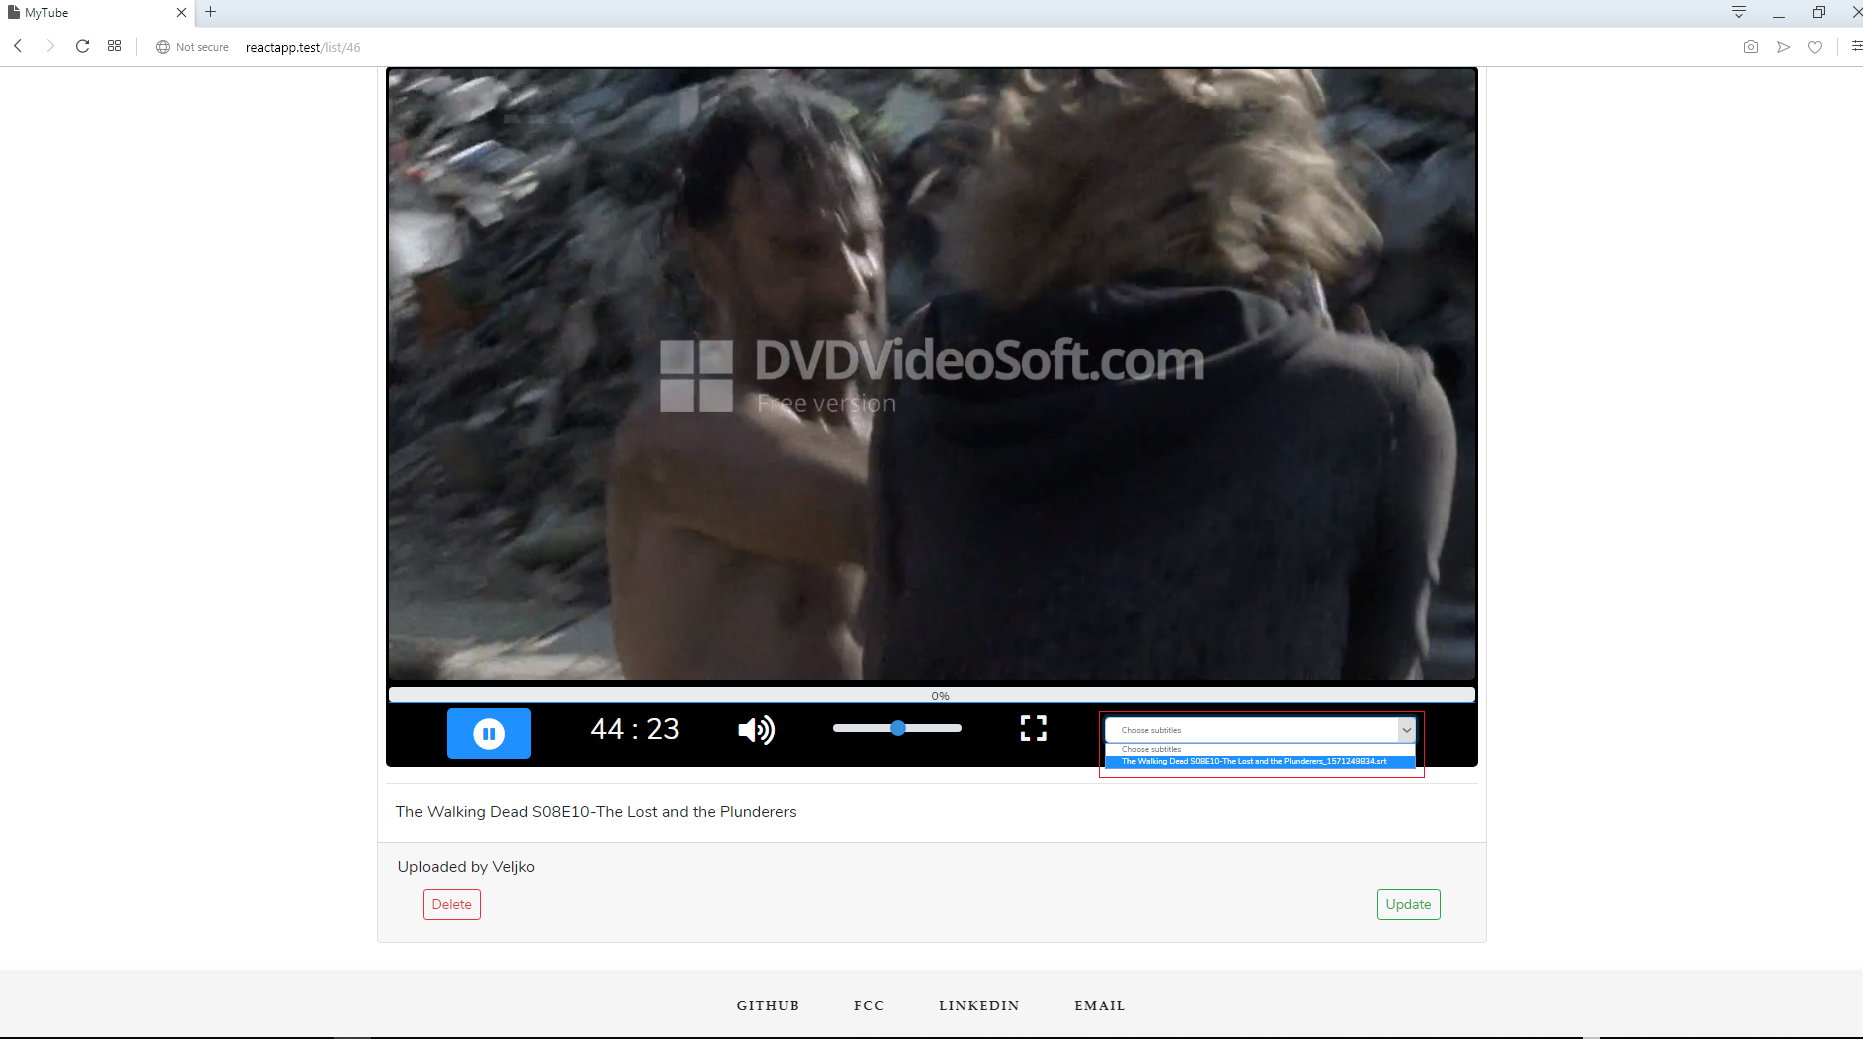 MyTube
Not secure
reactapp.test/list/46
DVDVideoSoft.com
Free version
0%
44 : 23
Choose subtitles
Choose subtitles
The Walking Dead S08E10-The Lost and the Plunderers_1571249834.srt
The Walking Dead S08E10-The Lost and the Plunderers
Uploaded by Veljko
Delete
Update
GITHUB
FCC
LINKEDIN
EMAIL